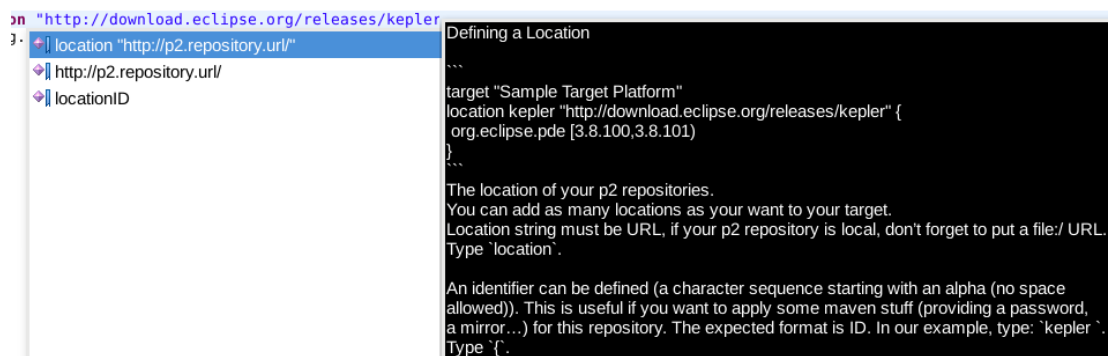 on "http://download.eclipse.org/releases/kepler
g.
location "http://p2.repository.url/"
http://p2.repository.url/
locationID
Defining a Location
```
target "Sample Target Platform"
location kepler "http://download.eclipse.org/releases/kepler" {
org.eclipse.pde [3.8.100,3.8.101)
}
```
The location of your p2 repositories.
You can add as many locations as your want to your target.
Location string must be URL, if your p2 repository is local, don't forget to put a file:/ URL.
Type `location`.
An identifier can be defined (a character sequence starting with an alpha (no space
allowed)). This is useful if you want to apply some maven stuff (providing a password,
a mirror…) for this repository. The expected format is ID. In our example, type: `kepler `.
Type `{`.